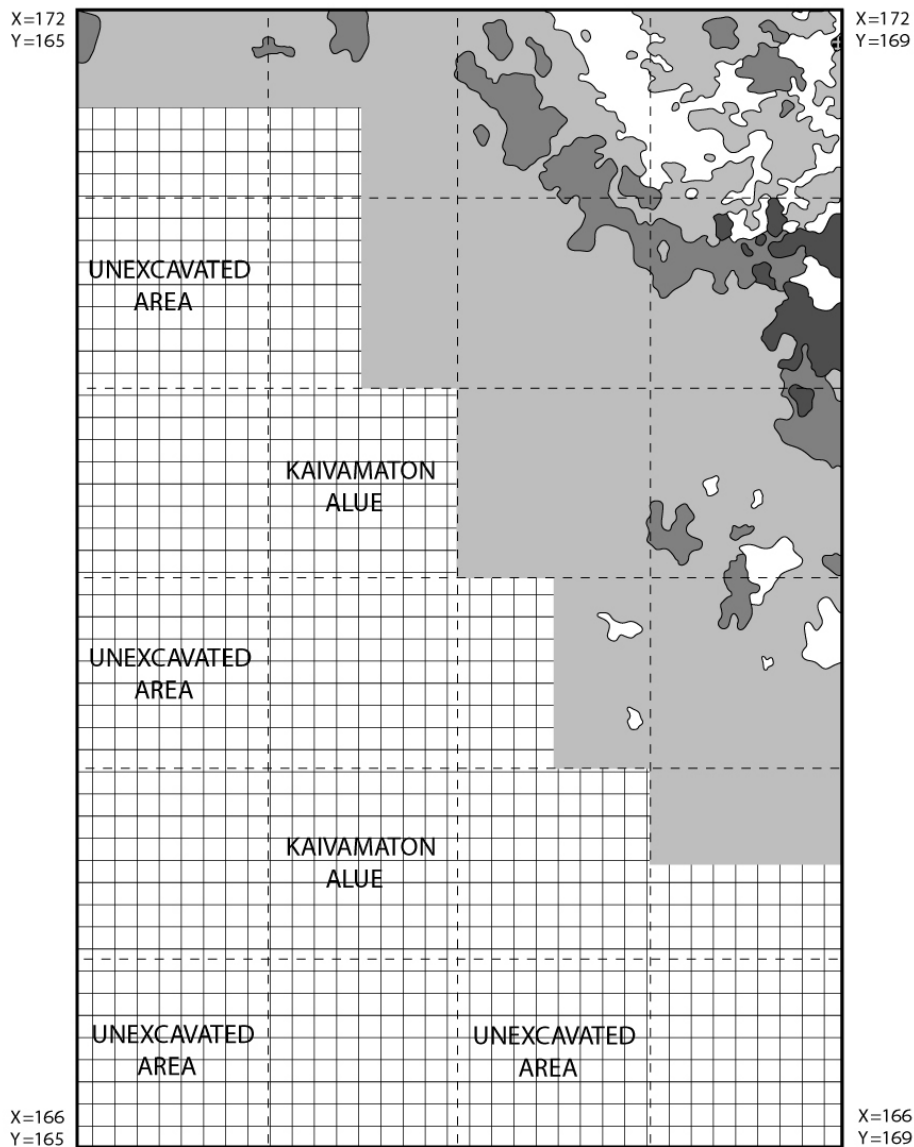 X=172
Y=165
X=172
Y=169
UNEXCAVATED
AREA
KAIVAMATON
ALUE
UNEXCAVATED
AREA
KAIVAMATON
ALUE
UNEXCAVATED
AREA
UNEXCAVATED
AREA
X=166
Y=165
X=166
Y=169